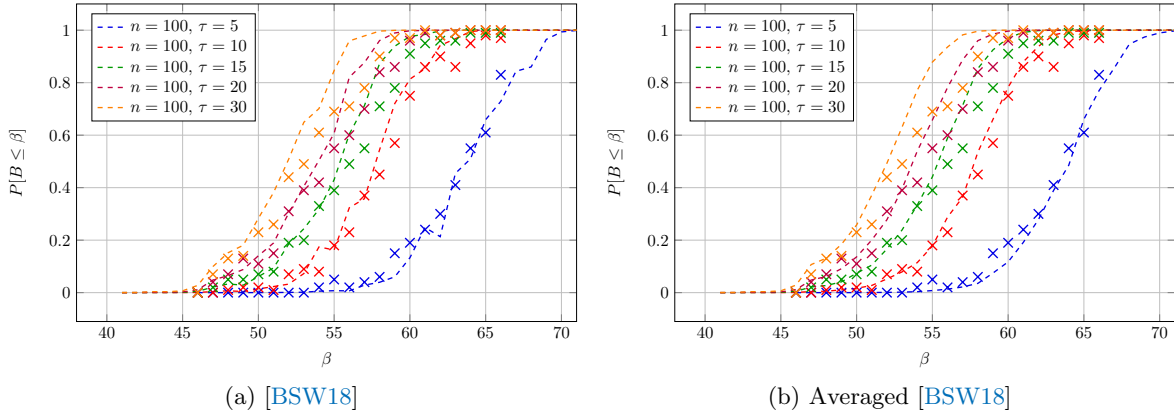 1
0.8
0.6
0.4
0.2
0
P[B ≤ β]
n = 100, τ = 5
n = 100, τ = 10
n = 100, τ = 15
n = 100, τ = 20
n = 100, τ = 30
40 45 50 55 60 65 70
β
(a) [BSW18]
1
0.8
0.6
0.4
0.2
0
P[B ≤ β]
n = 100, τ = 5
n = 100, τ = 10
n = 100, τ = 15
n = 100, τ = 20
n = 100, τ = 30
40 45 50 55 60 65 70
β
(b) Averaged [BSW18]